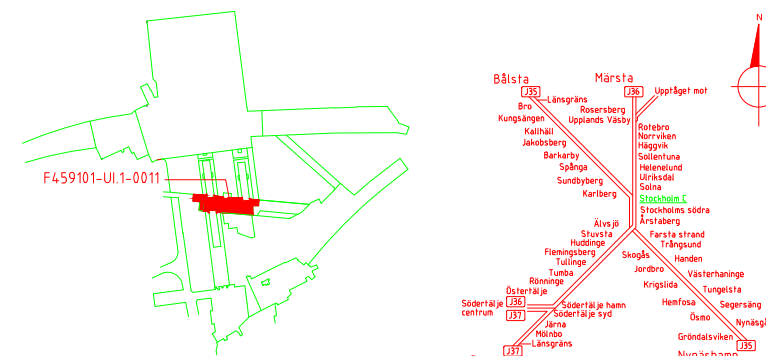 N
Bålsta
Märsta
J35
J36
Upptåget mot
Länsgräns
Bro
Rosersberg
Kungsängen
Upplands Väsby
Kallhäll
Rotebro
Norrviken
Jakobsberg
Häggvik
Barkarby
Sollentuna
Spånga
Helenelund
Sundbyberg
Ulriksdal
Karlberg
Solna
Stockholm C
Stockholms södra
Årstaberg
F459101-UI.1-0011
Älvsjö
Farsta strand
Stuvsta
Trångsund
Huddinge
Skogås
Handen
Flemingsberg
Jordbro
Västerhaninge
Tullinge
Krigslida
Tungelsta
Tumba
Hemfosa
Segersäng
Rönninge
Ösmo
Östertälje
Södertälje
centrum
J36
J37
Södertälje hamn
Södertälje syd
Järna
Mölnbo
Länsgräns
J37
Gröndalsviken
J35